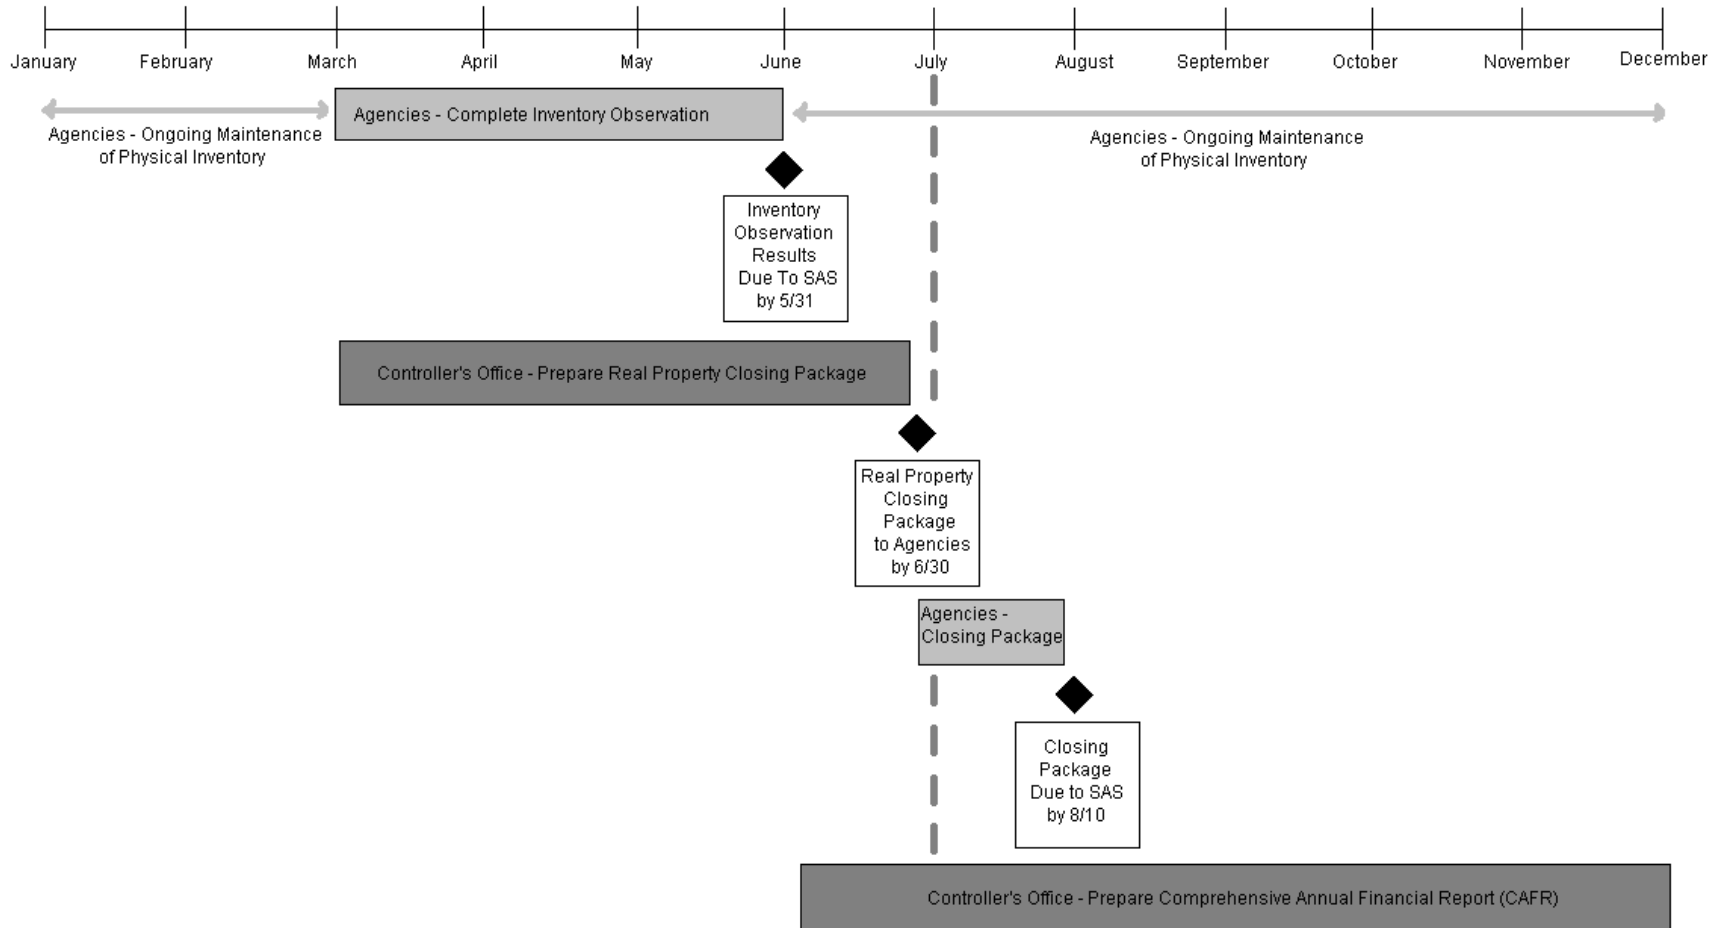 January
February
March
April
May
June
July
August
September
October
November
December
Agencies - Ongoing Maintenance
of Physical Inventory
Agencies - Complete Inventory Observation
Agencies - Ongoing Maintenance
of Physical Inventory
Inventory
Observation
Results
Due To SAS
by 5/31
Controller's Office - Prepare Real Property Closing Package
Real Property
Closing
Package
to Agencies
by 6/30
Agencies -
Closing Package
Closing
Package
Due to SAS
by 8/10
Controller's Office - Prepare Comprehensive Annual Financial Report (CAFR)